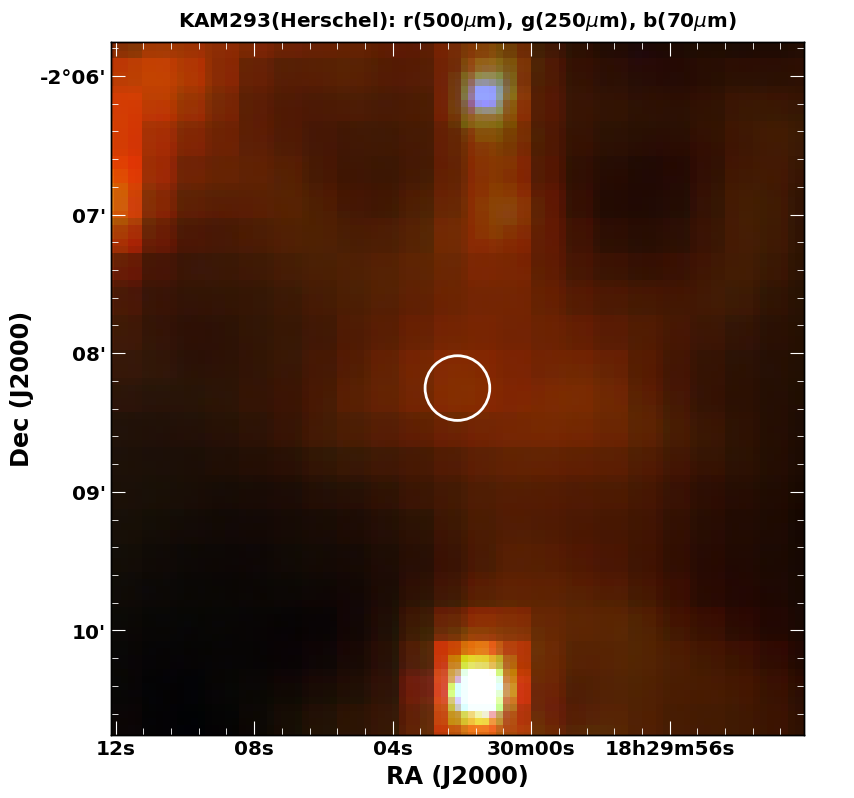 KAM293(Herschel): r(500μm), g(250μm), b(70μm)
-2°06'
07'
08'
09'
10'
Dec (J2000)
12s 08s 04s 30m00s 18h29m56s
RA (J2000)